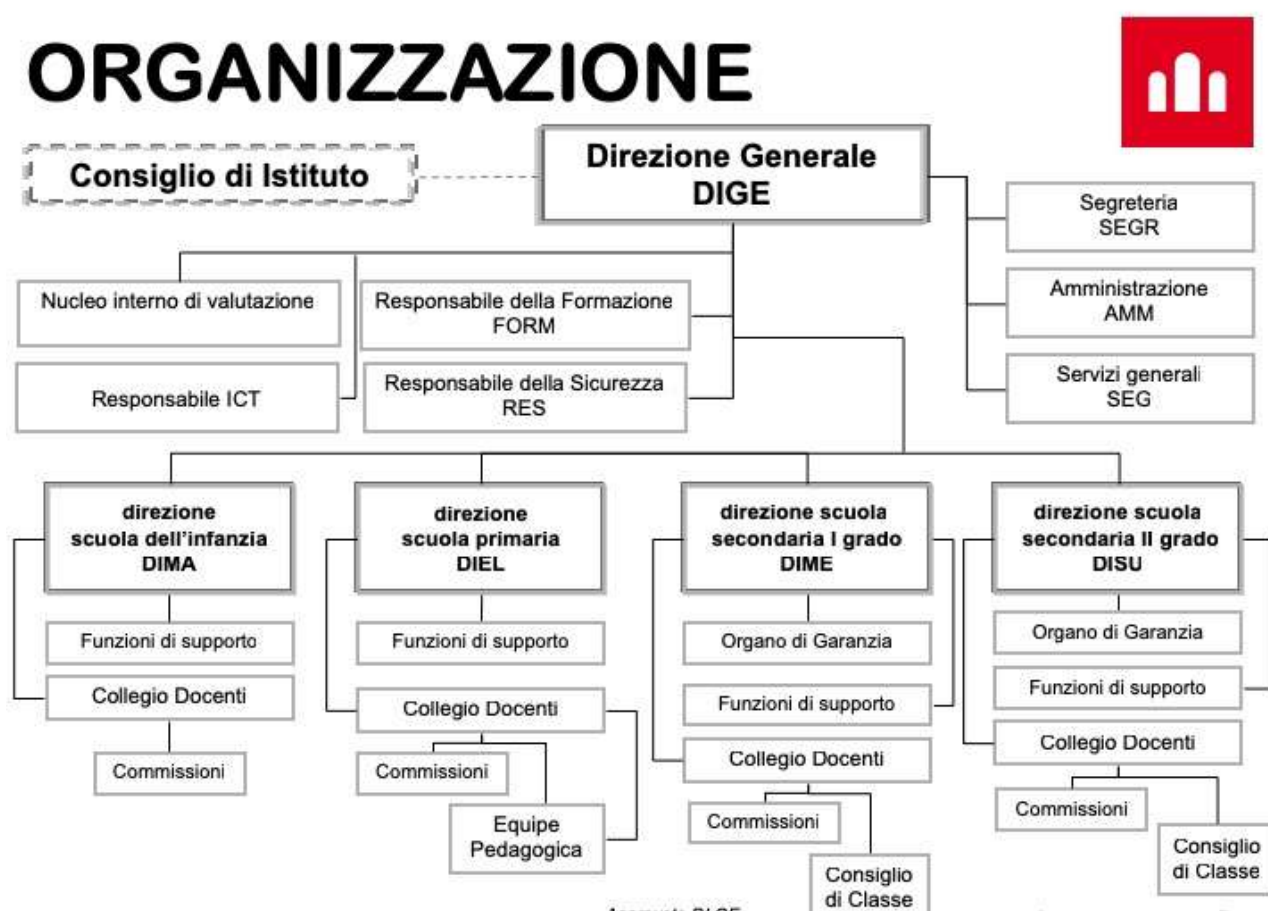 ORGANIZZAZIONE
Consiglio di Istituto
Direzione Generale
DIGE
Segreteria
SEGR
Amministrazione
AMM
Servizi generali
SEG
Nucleo interno di valutazione
Responsabile della Formazione
FORM
Responsabile ICT
Responsabile della Sicurezza
RES
direzione
scuola dell'infanzia
DIMA
Funzioni di supporto
Collegio Docenti
Commissioni
direzione
scuola primaria
DIEL
Funzioni di supporto
Collegio Docenti
Commissioni
Equipe
Pedagogica
direzione scuola
secondaria I grado
DIME
Organo di Garanzia
Funzioni di supporto
Collegio Docenti
Commissioni
Consiglio
di Classe
direzione scuola
secondaria II grado
DISU
Organo di Garanzia
Funzioni di supporto
Collegio Docenti
Commissioni
Consiglio
di Classe